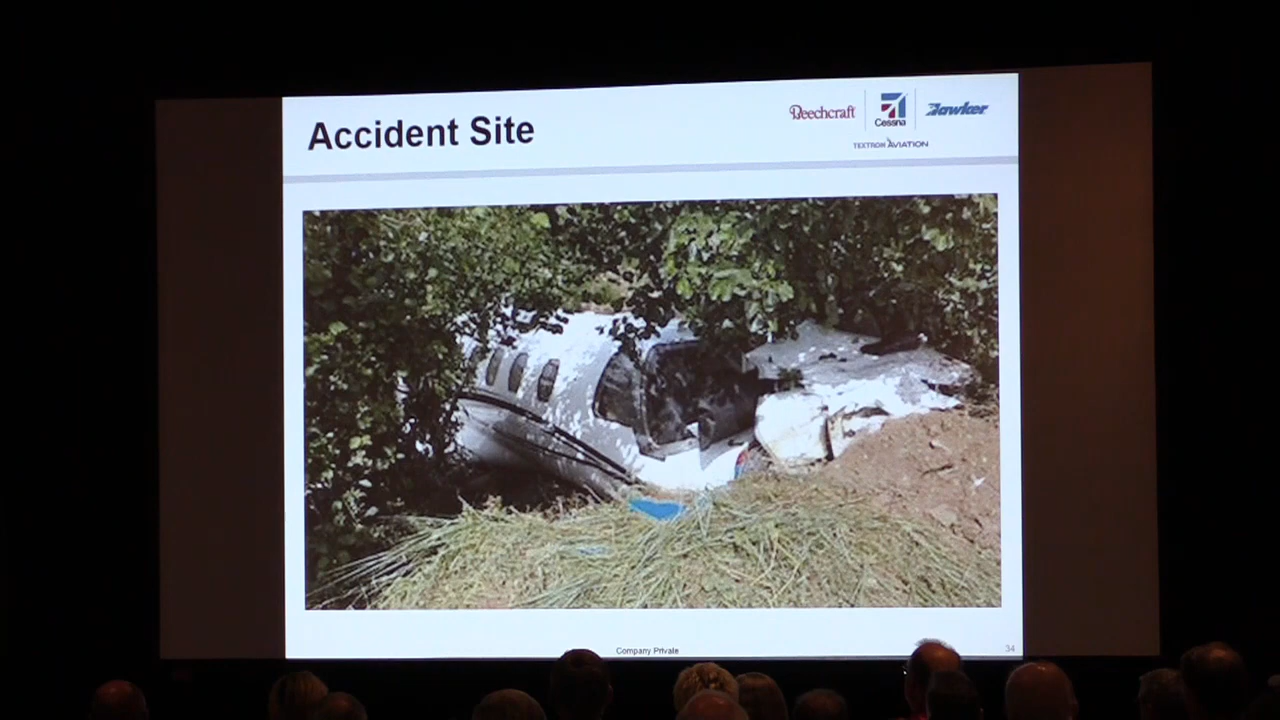 Accident Site
Beechcraft
Cessna
Hawker
TEXTRON AVIATION
Company Private
34